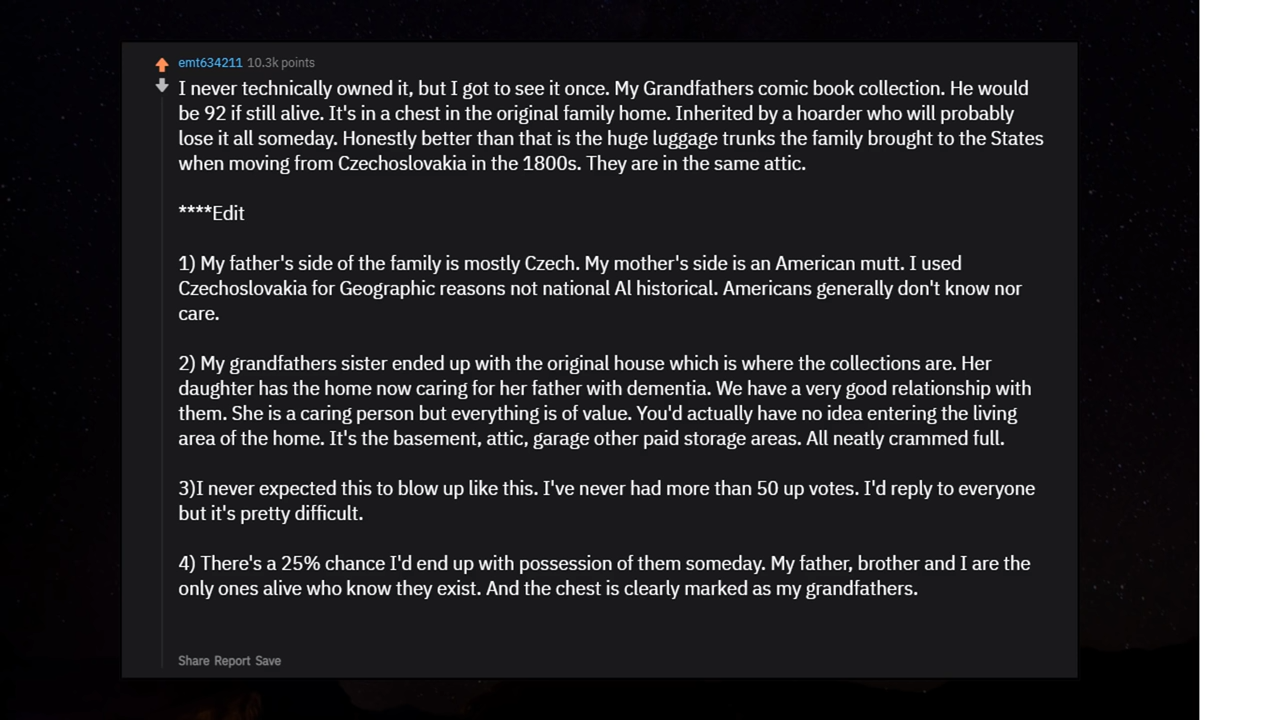 emt634211 10.3k points
I never technically owned it, but I got to see it once. My Grandfathers comic book collection. He would
be 92 if still alive. It's in a chest in the original family home. Inherited by a hoarder who will probably
lose it all someday. Honestly better than that is the huge luggage trunks the family brought to the States
when moving from Czechoslovakia in the 1800s. They are in the same attic.
****Edit
1) My father's side of the family is mostly Czech. My mother's side is an American mutt. I used
Czechoslovakia for Geographic reasons not national Al historical. Americans generally don't know nor
care.
2) My grandfathers sister ended up with the original house which is where the collections are. Her
daughter has the home now caring for her father with dementia. We have a very good relationship with
them. She is a caring person but everything is of value. You'd actually have no idea entering the living
area of the home. It's the basement, attic, garage other paid storage areas. All neatly crammed full.
3)I never expected this to blow up like this. I've never had more than 50 up votes. I'd reply to everyone
but it's pretty difficult.
4) There's a 25% chance I'd end up with possession of them someday. My father, brother and I are the
only ones alive who know they exist. And the chest is clearly marked as my grandfathers.
Share Report Save